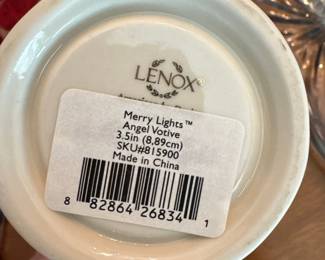 LENOX®
Merry Lights™
Angel Votive
3.5in (8.89cm)
SKU#815900
Made in China
8 82864 26834 1